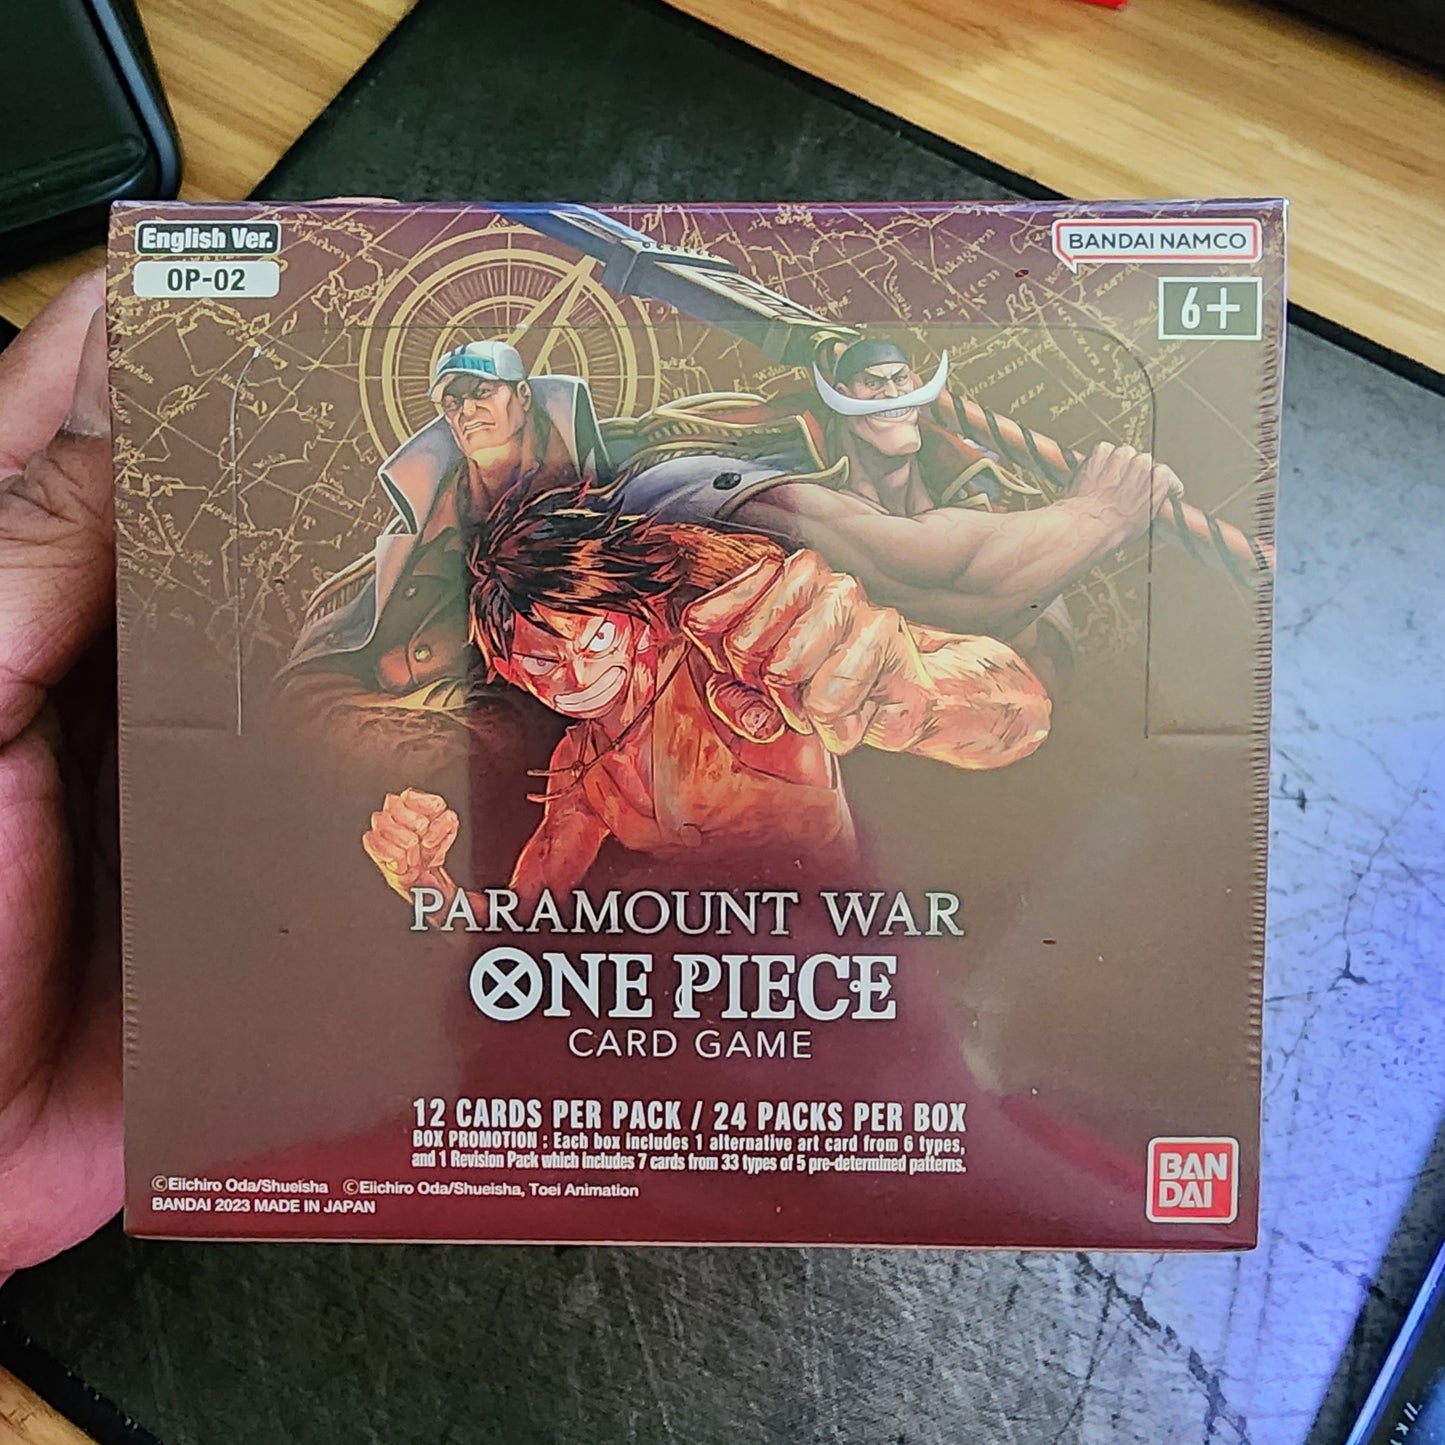 English Ver.
OP-02
BANDAI NAMCO
6+
PARAMOUNT WAR
ONE PIECE
CARD GAME
12 CARDS PER PACK / 24 PACKS PER BOX
BOX PROMOTION : Each box includes 1 alternative art card from 6 types,
and 1 Revision Pack which includes 7 cards from 33 types of 5 pre-determined patterns.
©Eiichiro Oda/Shueisha ©Eiichiro Oda/Shueisha, Toei Animation
BANDAI 2023 MADE IN JAPAN
BAN
DAI